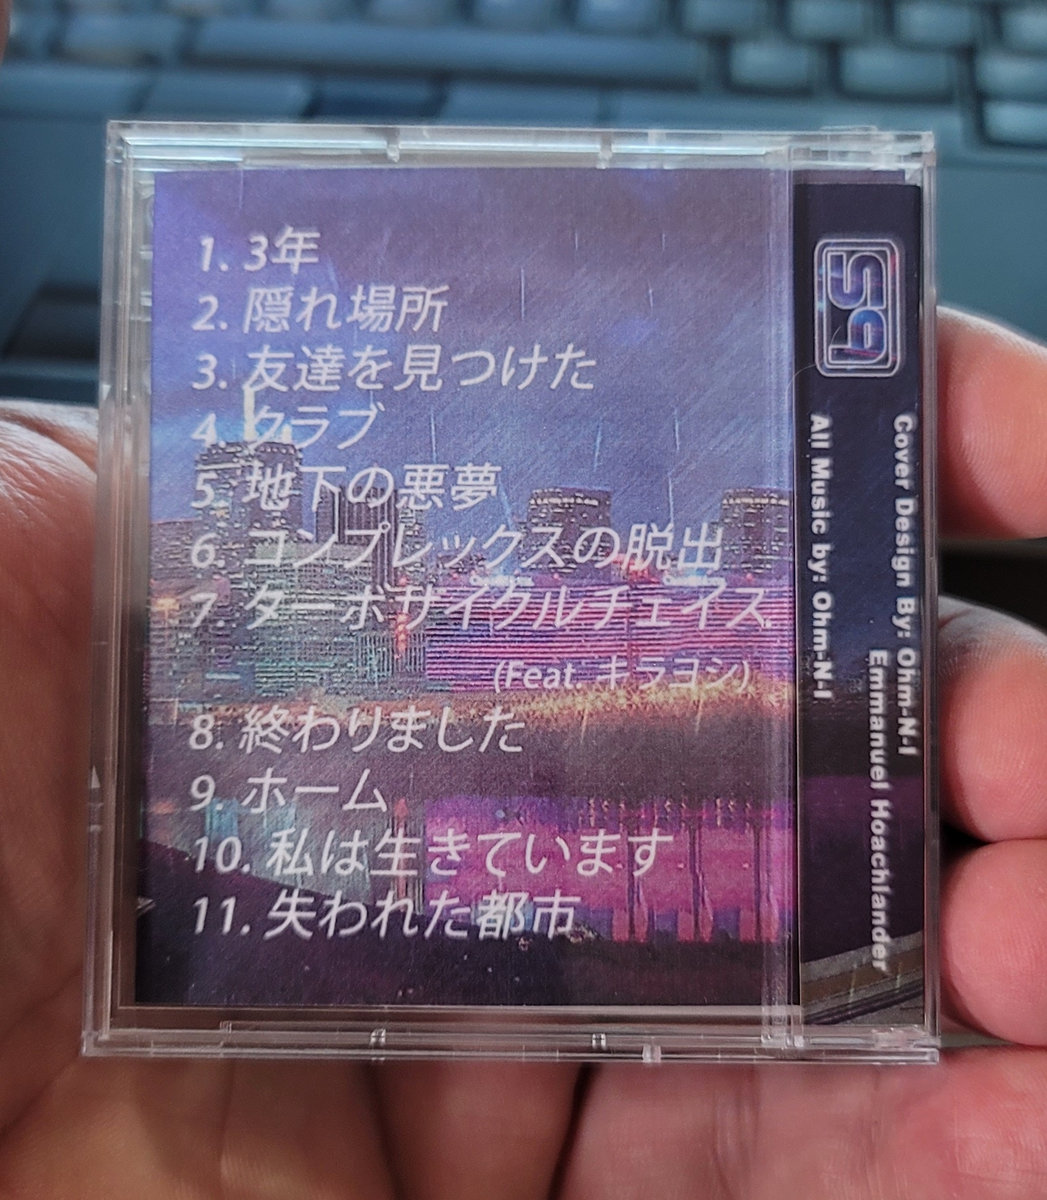 1. 3年
2. 隠れ場所
3. 友達を見つけた
4. クラブ
5. 地下の悪夢
6. コンプレックスの脱出
7. ターボサイクルチェイス
(Feat. キラヨシ)
8. 終わりました
9. ホーム
10. 私は生きています
11. 失われた都市
Cover Design By: Ohm-N-I
Emmanuel Hoachlander
All Music by: Ohm-N-I